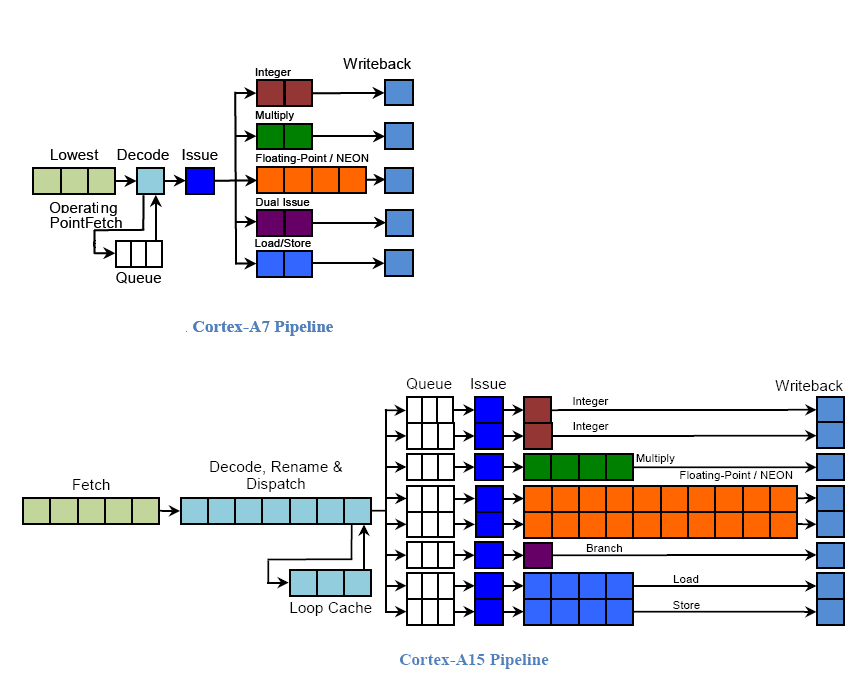 Writeback
Integer
Multiply
Lowest Decode Issue
Floating-Point / NEON
Operating
PointFetch
Dual Issue
Load/Store
Queue
. Cortex-A7 Pipeline
Queue Issue Writeback
Integer
Integer
Multiply
Decode, Rename &
Dispatch
Floating-Point / NEON
Fetch
Branch
Load
Loop Cache
Store
Cortex-A15 Pipeline